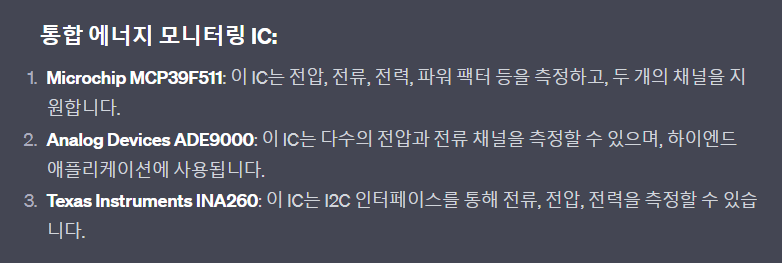 통합 에너지 모니터링 IC:
1. Microchip MCP39F511: 이 IC는 전압, 전류, 전력, 파워 팩터 등을 측정하고, 두 개의 채널을 지
원합니다.
2. Analog Devices ADE9000: 이 IC는 다수의 전압과 전류 채널을 측정할 수 있으며, 하이엔드
애플리케이션에 사용됩니다.
3. Texas Instruments INA260: 이 IC는 I2C 인터페이스를 통해 전류, 전압, 전력을 측정할 수 있습
니다.